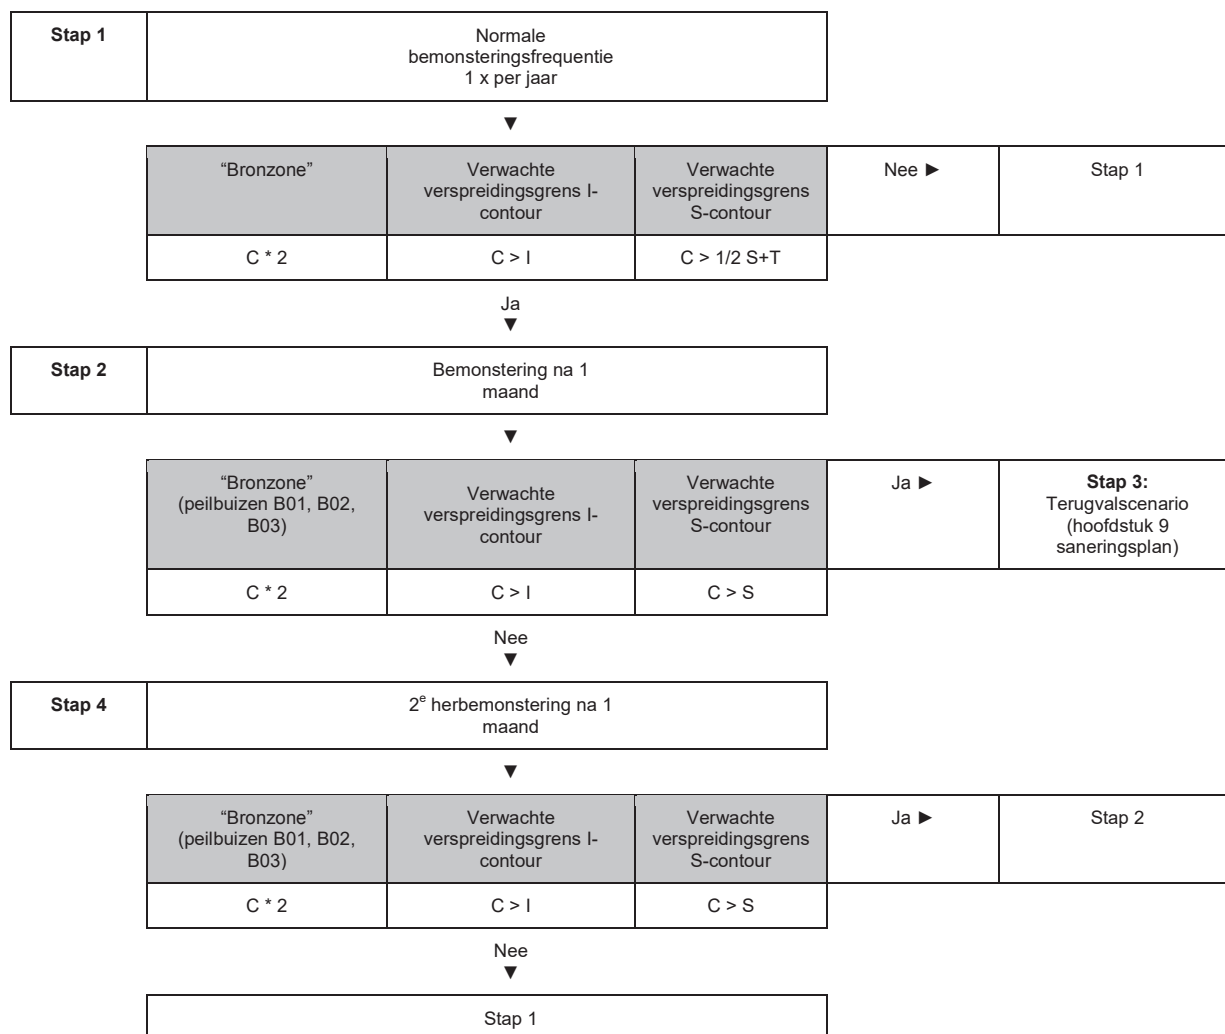 Stap 1
Normale
bemonsteringsfrequentie
1 x per jaar
▼
“Bronzone”
Verwachte
verspreidingsgrens I-
contour
Verwachte
verspreidingsgrens
S-contour
Nee ►
Stap 1
C * 2
C > I
C > 1/2 S+T
Ja
▼
Stap 2
Bemonstering na 1
maand
▼
“Bronzone”
(peilbuizen B01, B02,
B03)
Verwachte
verspreidingsgrens I-
contour
Verwachte
verspreidingsgrens
S-contour
Ja ►
Stap 3:
Terugvalscenario
(hoofdstuk 9
saneringsplan)
C * 2
C > I
C > S
Nee
▼
Stap 4
2e herbemonstering na 1
maand
▼
“Bronzone”
(peilbuizen B01, B02,
B03)
Verwachte
verspreidingsgrens I-
contour
Verwachte
verspreidingsgrens
S-contour
Ja ►
Stap 2
C * 2
C > I
C > S
Nee
▼
Stap 1